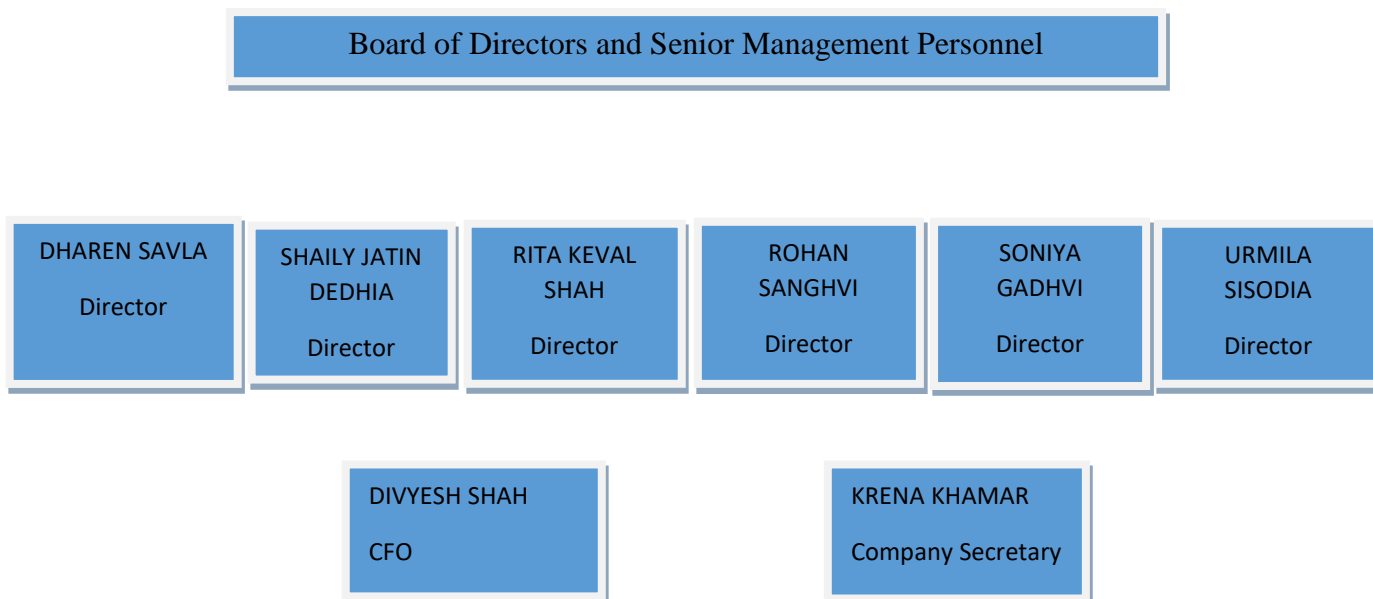 Board of Directors and Senior Management Personnel
DHAREN SAVLA
Director
SHAILY JATIN
DEDHIA
Director
RITA KEVAL
SHAH
Director
ROHAN
SANGHVI
Director
SONIYA
GADHVI
Director
URMILA
SISODIA
Director
DIVYESH SHAH
CFO
KRENA KHAMAR
Company Secretary